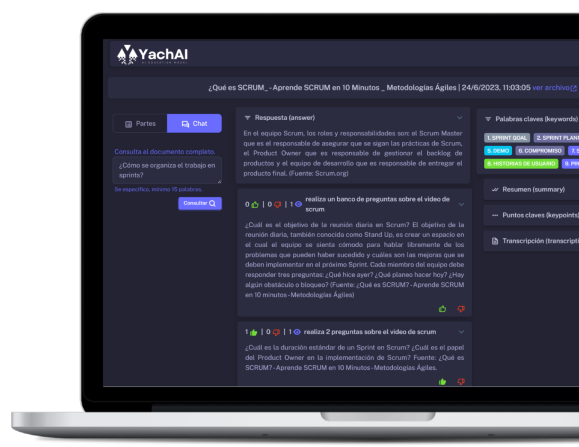 YachAI
¿Qué es SCRUM_-Aprende SCRUM en 10 Minutos _ Metodologías Ágiles | 24/6/2023, 11:03:05 ver archivo
Partes
Chat
Consulta al documento completo.
¿Cómo se organiza el trabajo en
sprints?
Se específico, mínimo 15 palabras.
Consultar
Respuesta (answer)
En el equipo Scrum, los roles y responsabilidades son: el Scrum Master
que es el responsable de asegurar que se sigan las prácticas de Scrum,
el Product Owner que es responsable de gestionar el backlog de
productos y el equipo de desarrollo que es responsable de entregar el
producto final. (Fuente: Scrum.org)
0 | 0 | 1 realiza un banco de preguntas sobre el video de
scrum
¿Cuál es el objetivo de la reunión diaria en Scrum? El objetivo de la
reunión diaria, también conocida como Stand Up, es crear un espacio en
el cual el equipo se sienta cómodo para hablar libremente de los
problemas que pueden haber sucedido y cuáles son las mejoras que se
deben implementar en el próximo Sprint. Cada miembro del equipo debe
responder tres preguntas: ¿Qué hice ayer? ¿Qué planeo hacer hoy? ¿Hay
algún obstáculo o bloqueo? (Fuente: ¿Qué es SCRUM?-Aprende SCRUM
en 10 minutos-Metodologías Ágiles)
1 | 0 | 1 realiza 2 preguntas sobre el video de scrum
¿Cuál es la duración estándar de un Sprint en Scrum? ¿Cuál es el papel
del Product Owner en la implementación de Scrum? Fuente: ¿Qué es
SCRUM?-Aprende SCRUM en 10 Minutos-Metodologías Ágiles.
Palabras claves (keywords)
1. SPRINT GOAL 2. SPRINT PLANN
5. DEMO 6. COMPROMISO 7. S
8. PR
Resumen (summary)
Puntos claves (keypoints)
Transcripción (transcripti